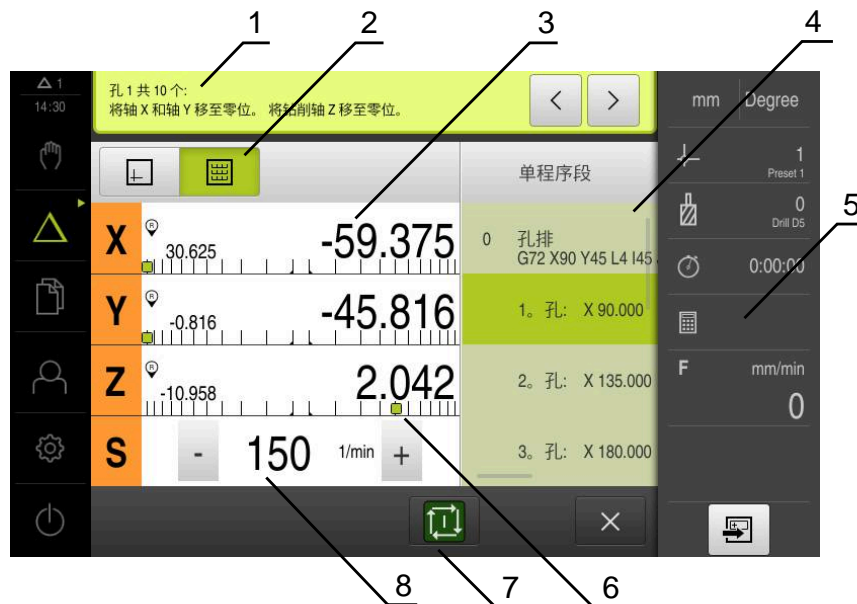 1
2
3
4
5
△ 1
14:30
孔 1 共 10 个:
将轴 X 和轴 Y 移至零位。 将钻削轴 Z 移至零位。
mm Degree
单程序段
1
Preset 1
0
Drill D5
0:00:00
F mm/min
0
X R 30.625 -59.375
Y R -0.816 -45.816
Z R -10.958 2.042
S - 150 1/min +
0 孔排
G72 X90 Y45 L4 I45
1。孔: X 90.000
2。孔: X 135.000
3。孔: X 180.000
8
7
6